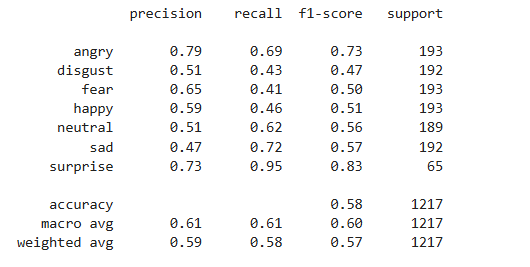 precision recall f1-score support
angry 0.79 0.69 0.73 193
disgust 0.51 0.43 0.47 192
fear 0.65 0.41 0.50 193
happy 0.59 0.46 0.51 193
neutral 0.51 0.62 0.56 189
sad 0.47 0.72 0.57 192
surprise 0.73 0.95 0.83 65
accuracy 0.58 1217
macro avg 0.61 0.61 0.60 1217
weighted avg 0.59 0.58 0.57 1217